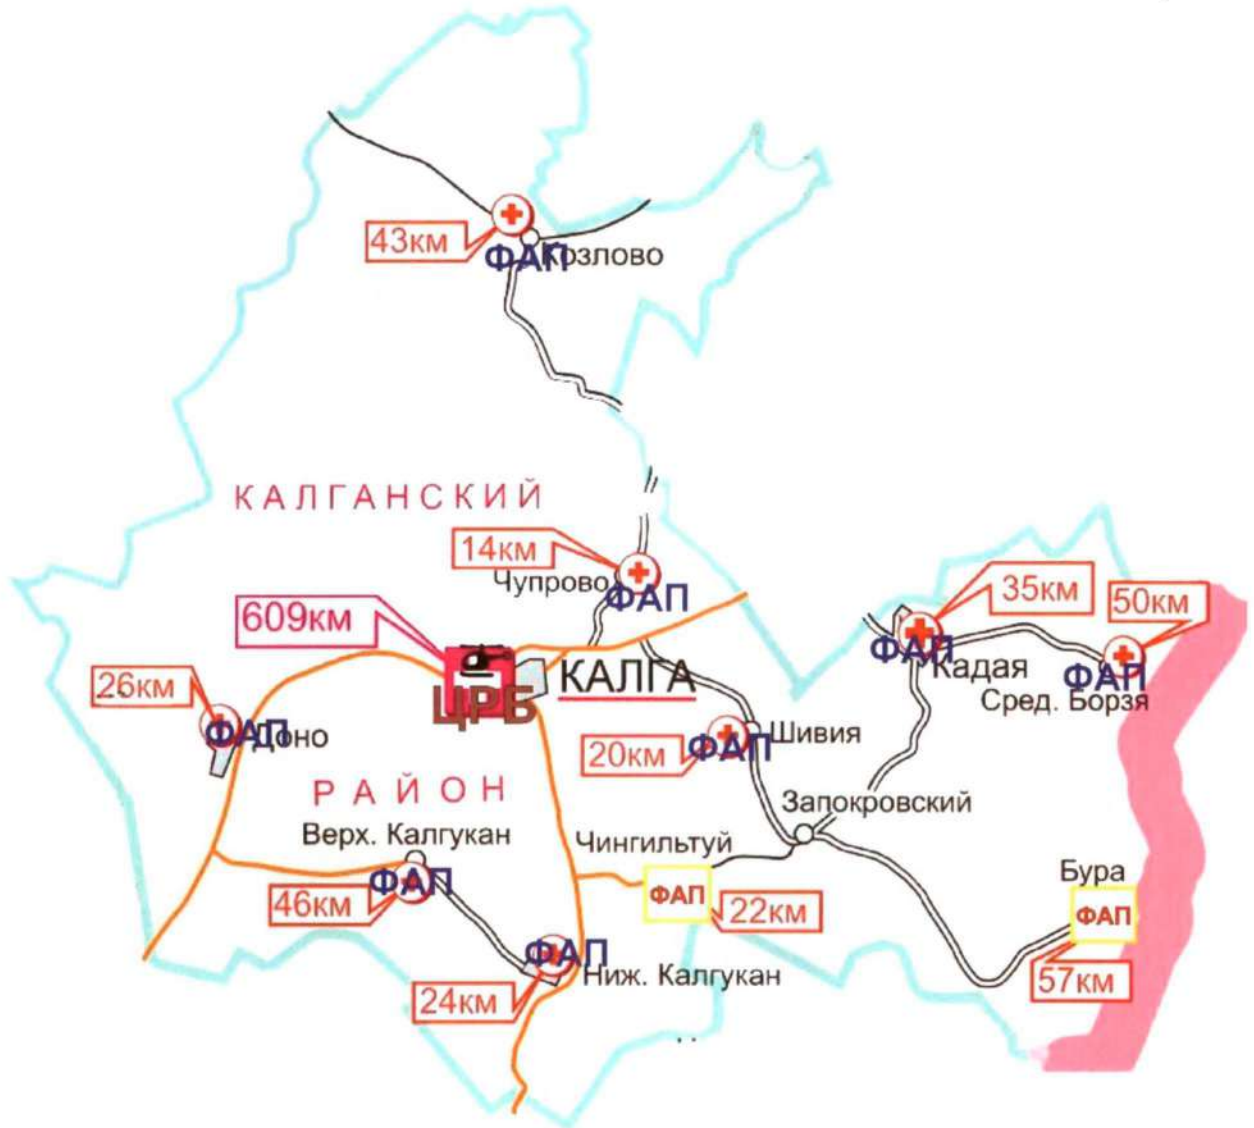 43км
ФАП
Козлово
КАЛГАНСКИЙ
14км
Чупрово
ФАП
609км
ЦРБ
КАЛГА
35км
50км
ФАП
Кадая
ФАП
Сред. Борзя
26км
ФАП
Доно
20км
ФАП
Шивия
РАЙОН
Запокровский
Верх. Калгукан
ФАП
46км
Чингильтуй
ФАП
22км
Бура
ФАП
57км
ФАП
Ниж. Калгукан
24км